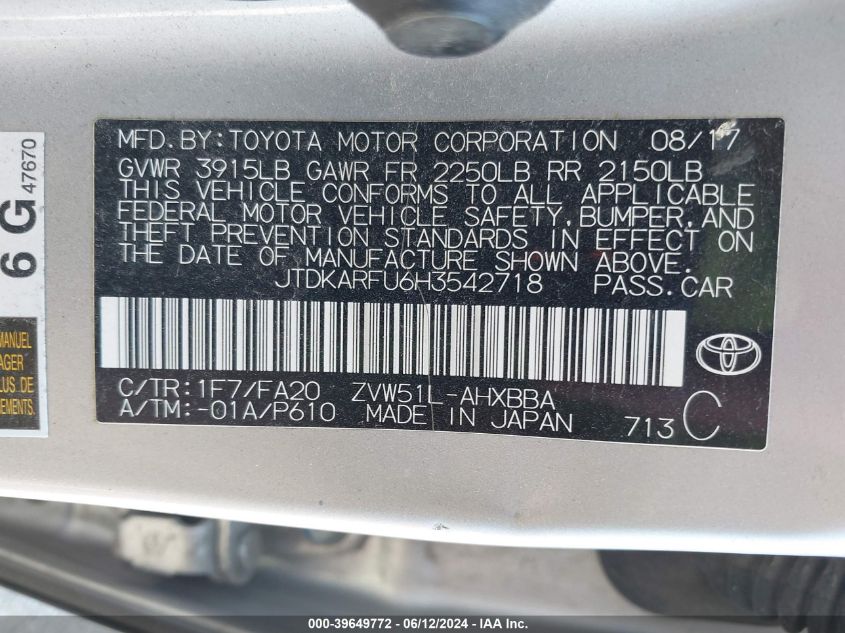 MFD. BY: TOYOTA MOTOR CORPORATION 08/17
GVWR 3915LB GAWR FR 2250LB RR 2150LB
THIS VEHICLE CONFORMS TO ALL APPLICABLE
FEDERAL MOTOR VEHICLE SAFETY, BUMPER, AND
THEFT PREVENTION STANDARDS IN EFFECT ON
THE DATE OF MANUFACTURE SHOWN ABOVE.
JTDKARFU6H3542718 PASS. CAR
C/TR: 1F7/FA20 ZVW51L-AHXBBA
A/TM: -01A/P610 MADE IN JAPAN 713 C
6 G 47670
MANUEL
PLUS DE
000-39649772 - 06/12/2024 - IAA, Inc.